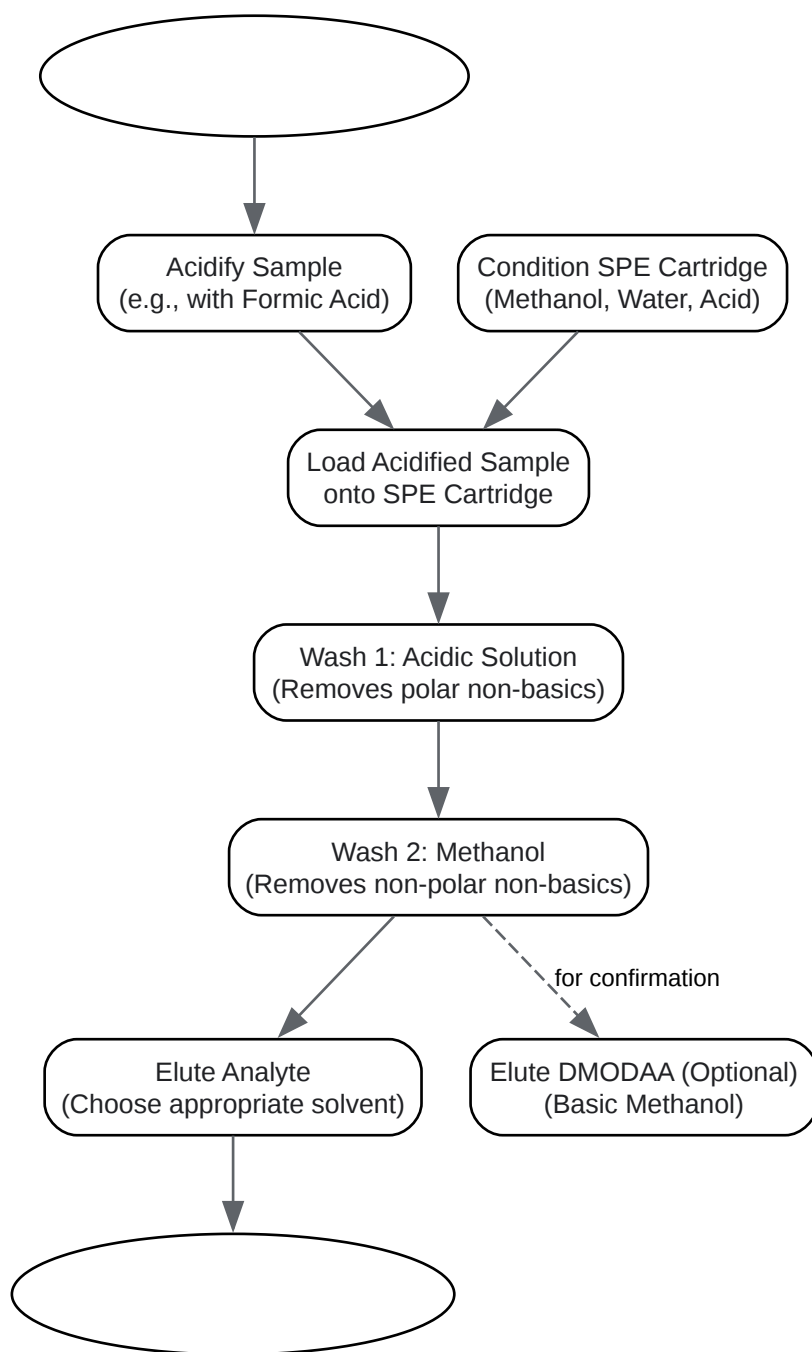 Acidify Sample
(e.g., with Formic Acid)
Condition SPE Cartridge
(Methanol, Water, Acid)
Load Acidified Sample
onto SPE Cartridge
Wash 1: Acidic Solution
(Removes polar non-basics)
Wash 2: Methanol
(Removes non-polar non-basics)
for confirmation
Elute Analyte
(Choose appropriate solvent)
Elute DMODAA (Optional)
(Basic Methanol)